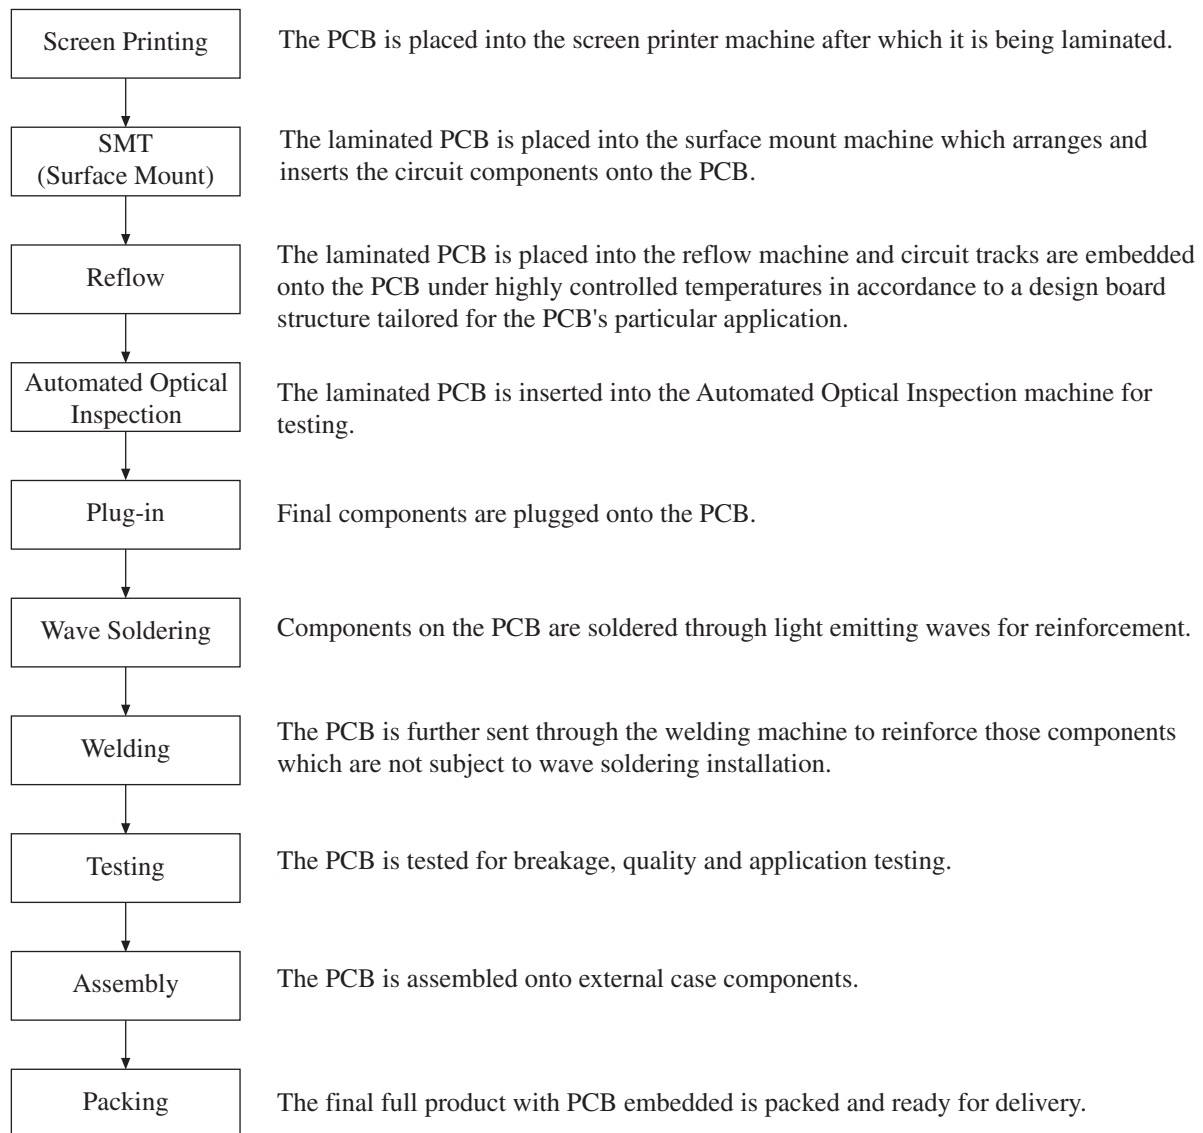 Screen Printing
The PCB is placed into the screen printer machine after which it is being laminated.
SMT
(Surface Mount)
The laminated PCB is placed into the surface mount machine which arranges and
inserts the circuit components onto the PCB.
Reflow
The laminated PCB is placed into the reflow machine and circuit tracks are embedded
onto the PCB under highly controlled temperatures in accordance to a design board
structure tailored for the PCB's particular application.
Automated Optical
Inspection
The laminated PCB is inserted into the Automated Optical Inspection machine for
testing.
Plug-in
Final components are plugged onto the PCB.
Wave Soldering
Components on the PCB are soldered through light emitting waves for reinforcement.
Welding
The PCB is further sent through the welding machine to reinforce those components
which are not subject to wave soldering installation.
Testing
The PCB is tested for breakage, quality and application testing.
Assembly
The PCB is assembled onto external case components.
Packing
The final full product with PCB embedded is packed and ready for delivery.